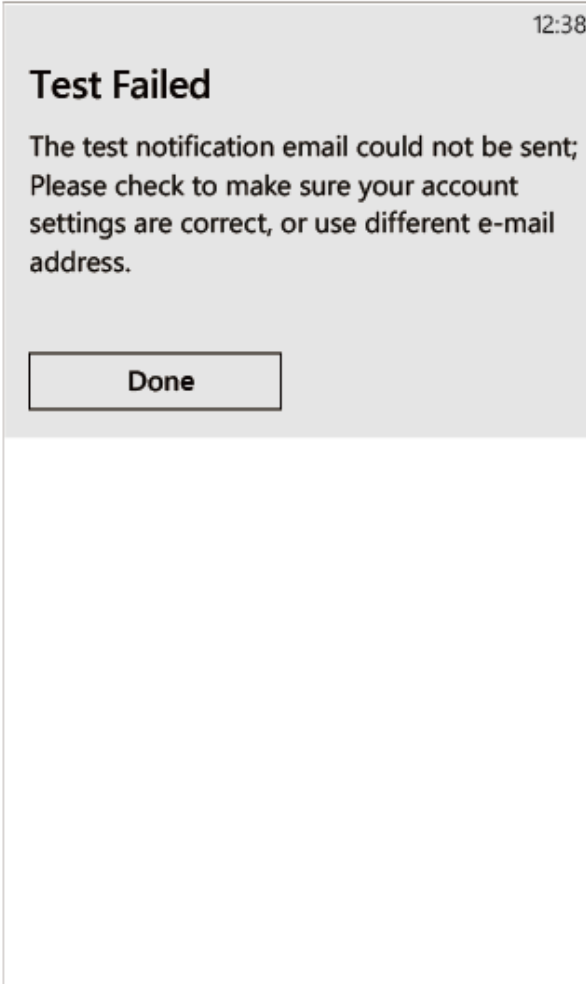 12:38
Test Failed
The test notification email could not be sent;
Please check to make sure your account
settings are correct, or use different e-mail
address.
Done